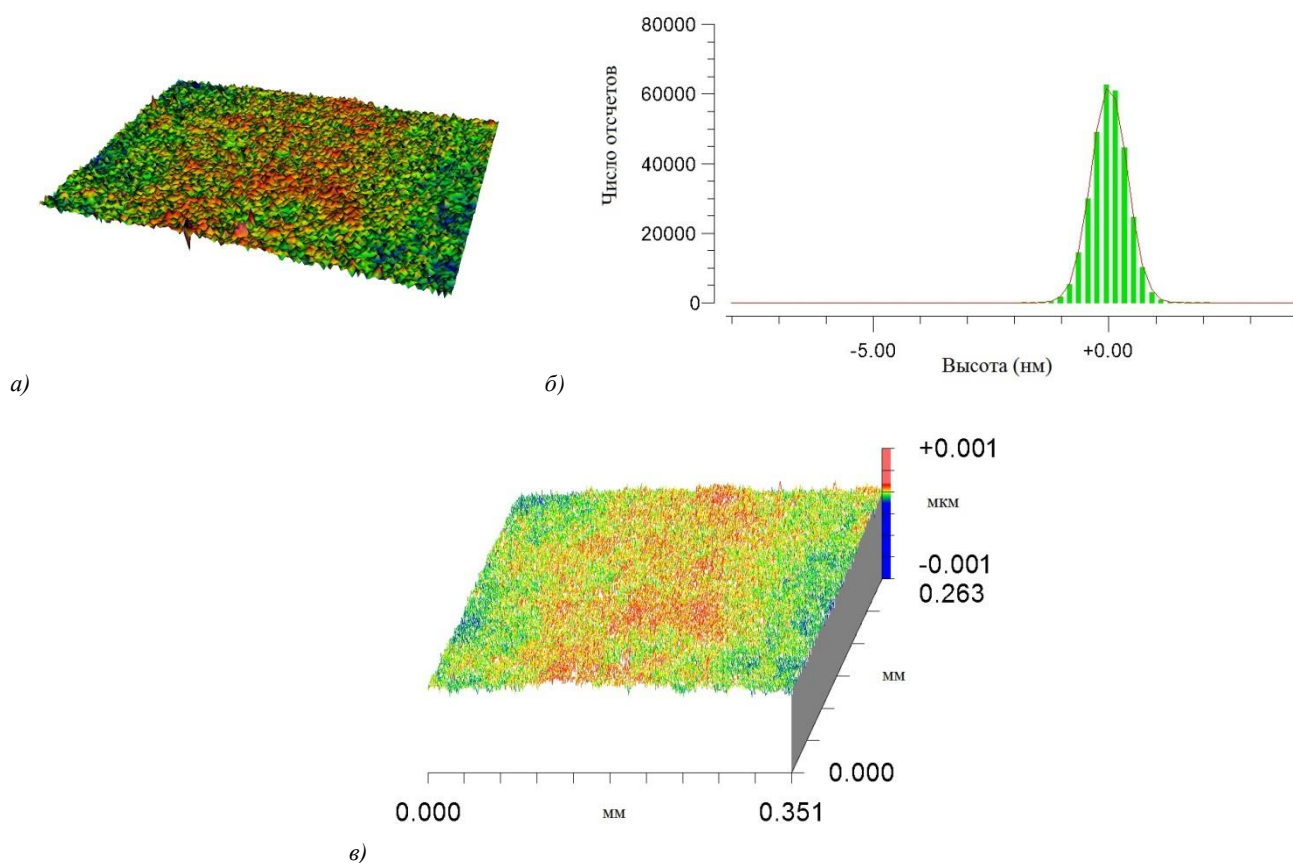 80000
60000
40000
20000
0
Число отсчетов
-5.00
+0.00
Высота (нм)
а)
б)
+0.001
мкм
-0.001
0.263
мм
0.000
0.000
мм
0.351
в)